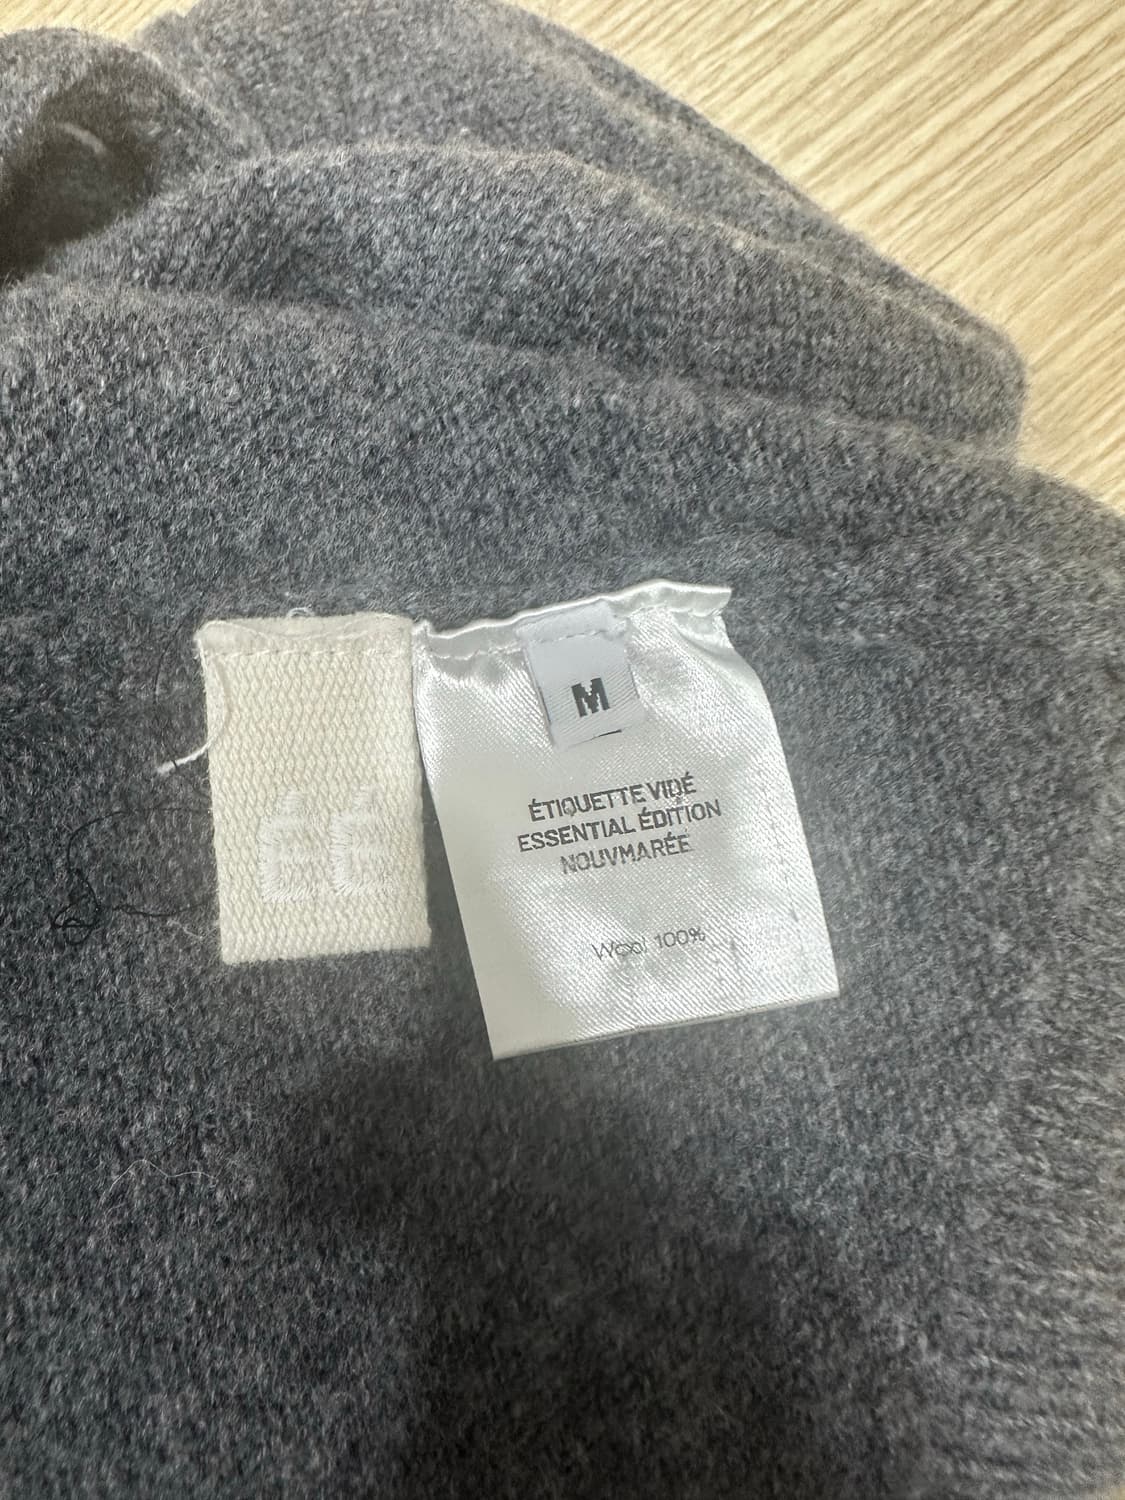 M
ÉTIQUETTE VIDÉ
ESSENTIAL ÉDITION
NOUVMARÉE
Wool 100%
ÉÉ